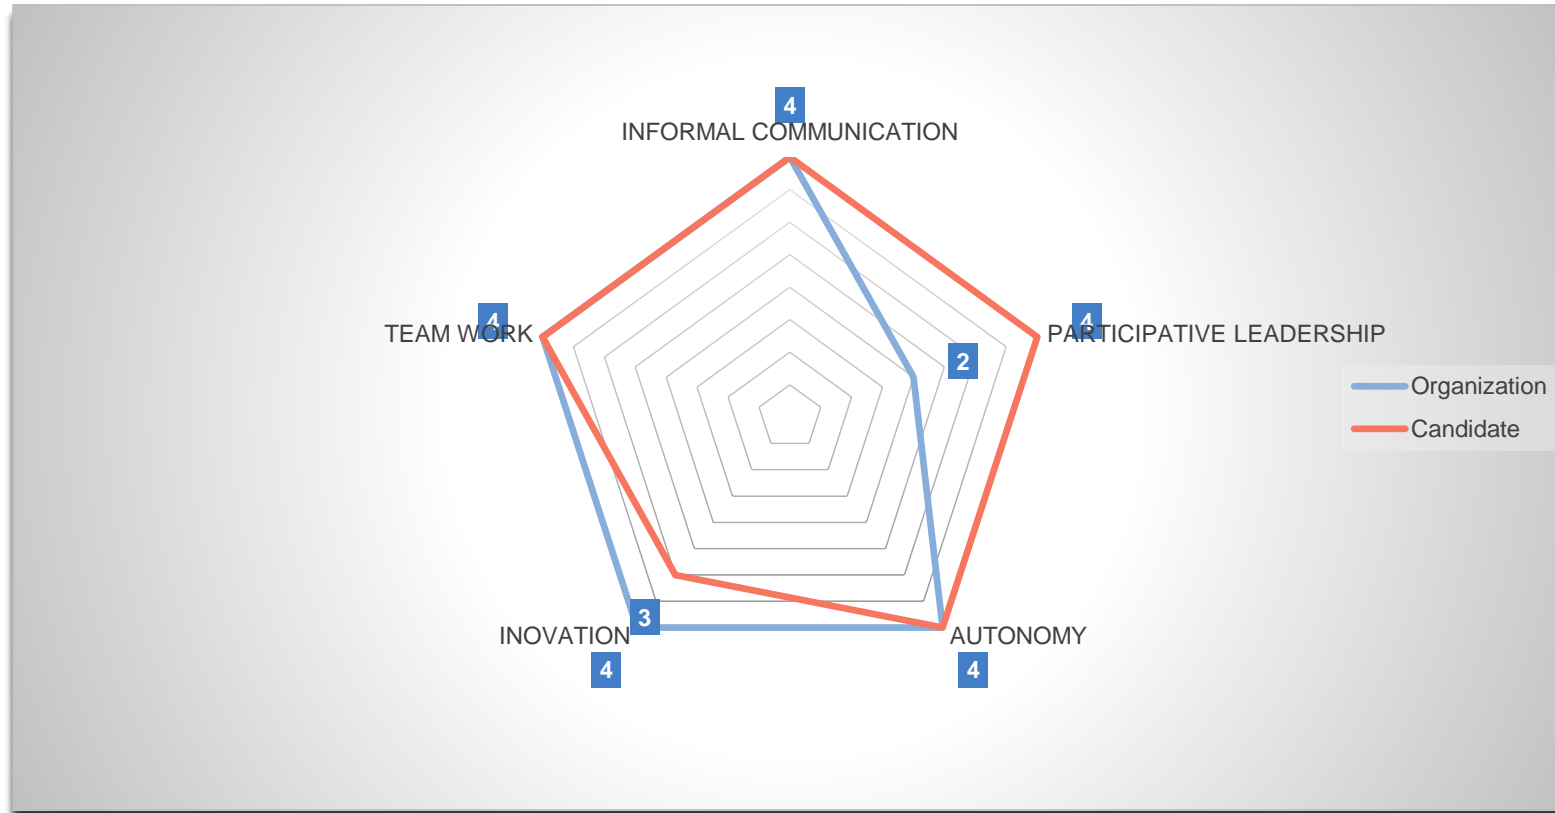 4
INFORMAL COMMUNICATION
4
TEAM WORK
4
PARTICIPATIVE LEADERSHIP
2
Organization
Candidate
3
INOVATION
AUTONOMY
4
4